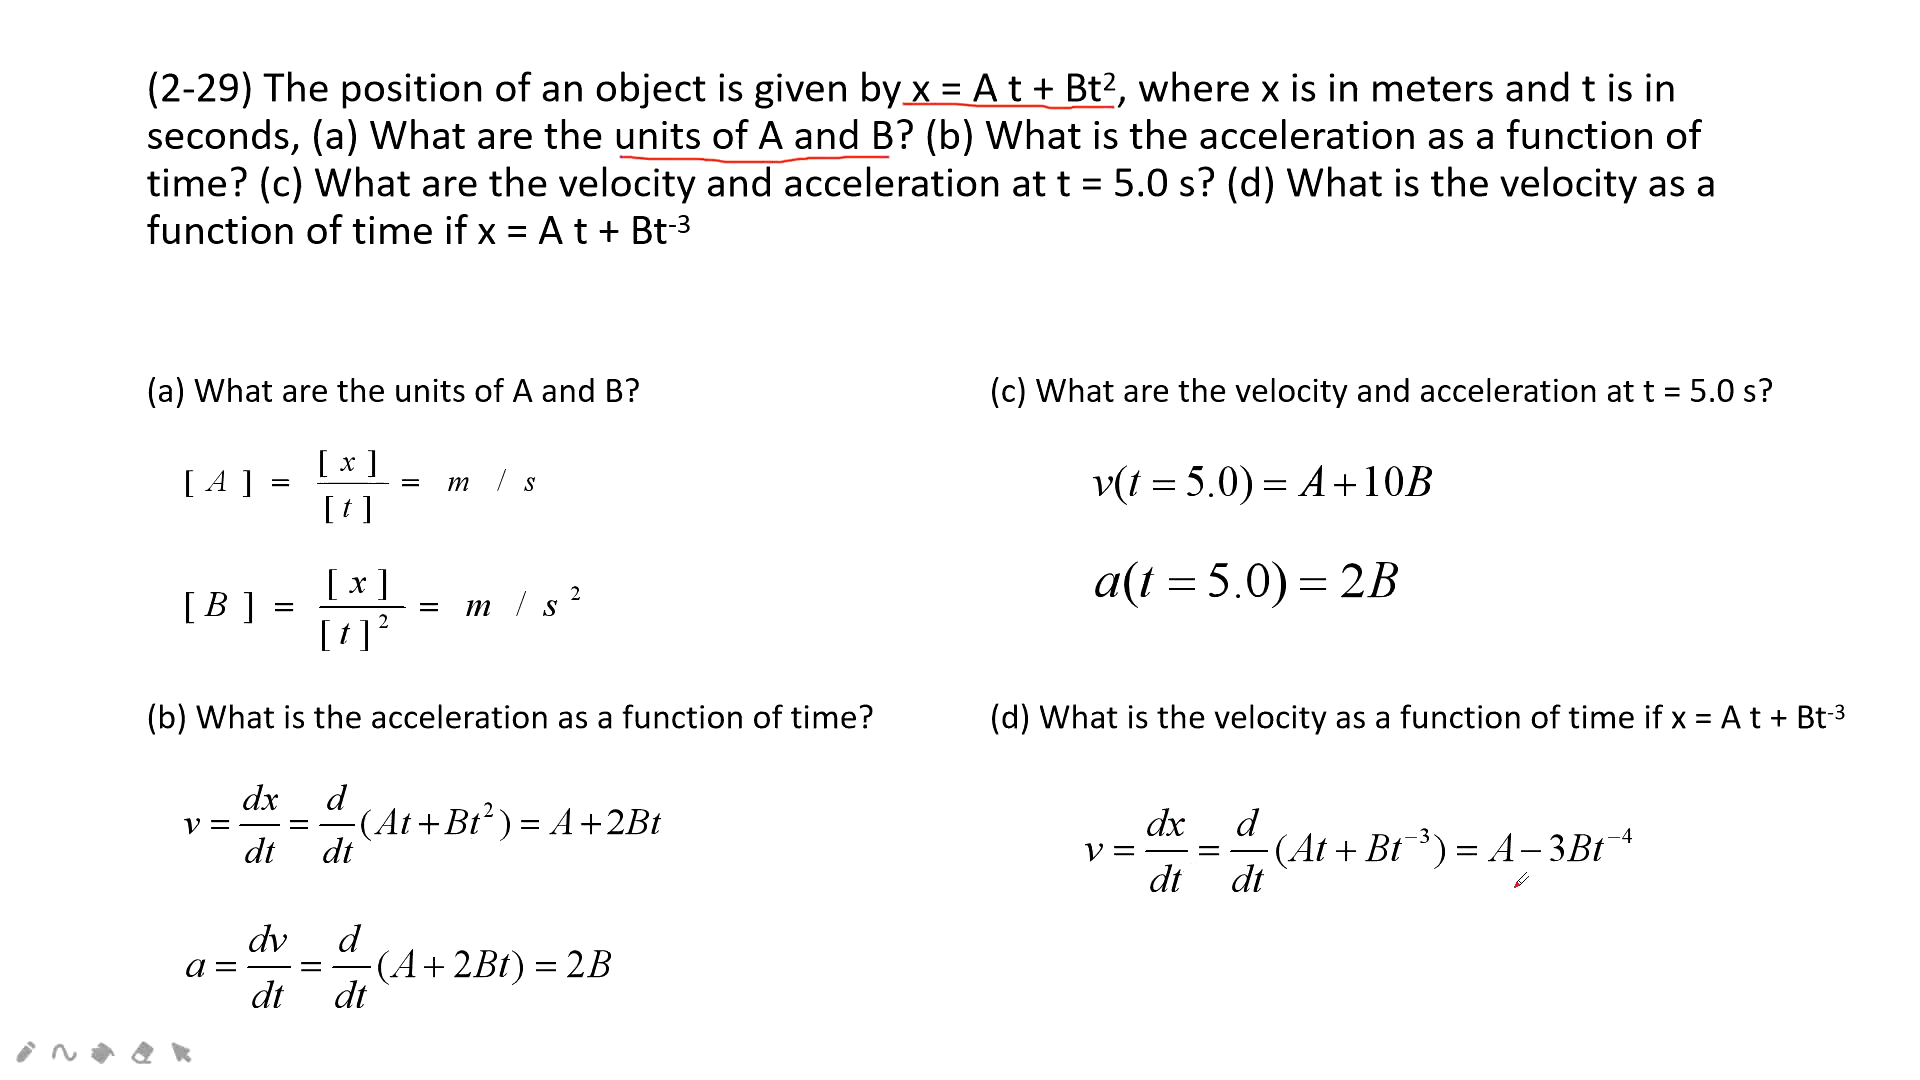 (2-29) The position of an object is given by x = A t + Bt², where x is in meters and t is in
seconds, (a) What are the units of A and B? (b) What is the acceleration as a function of
time? (c) What are the velocity and acceleration at t = 5.0 s? (d) What is the velocity as a
function of time if x = A t + Bt⁻³
(a) What are the units of A and B?
[ A ] = [ x ] / [ t ] = m / s
[ B ] = [ x ] / [ t ]² = m / s²
(b) What is the acceleration as a function of time?
v = dx/dt = d/dt (At + Bt²) = A + 2Bt
a = dv/dt = d/dt (A + 2Bt) = 2B
(c) What are the velocity and acceleration at t = 5.0 s?
v(t = 5.0) = A + 10B
a(t = 5.0) = 2B
(d) What is the velocity as a function of time if x = A t + Bt⁻³
v = dx/dt = d/dt (At + Bt⁻³) = A − 3Bt⁻⁴